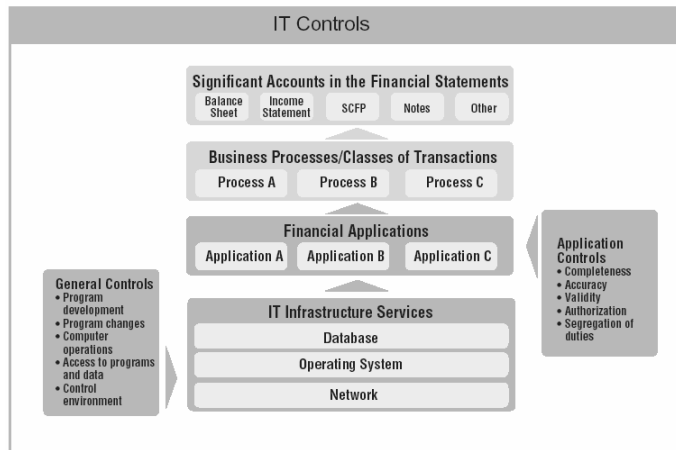 IT Controls
Significant Accounts in the Financial Statements
Balance
Sheet
Income
Statement
SCFP
Notes
Other
Business Processes/Classes of Transactions
Process A
Process B
Process C
Financial Applications
Application A
Application B
Application C
Application
Controls
• Completeness
• Accuracy
• Validity
• Authorization
• Segregation of
duties
General Controls
• Program
development
• Program changes
• Computer
operations
• Access to programs
and data
• Control
environment
IT Infrastructure Services
Database
Operating System
Network